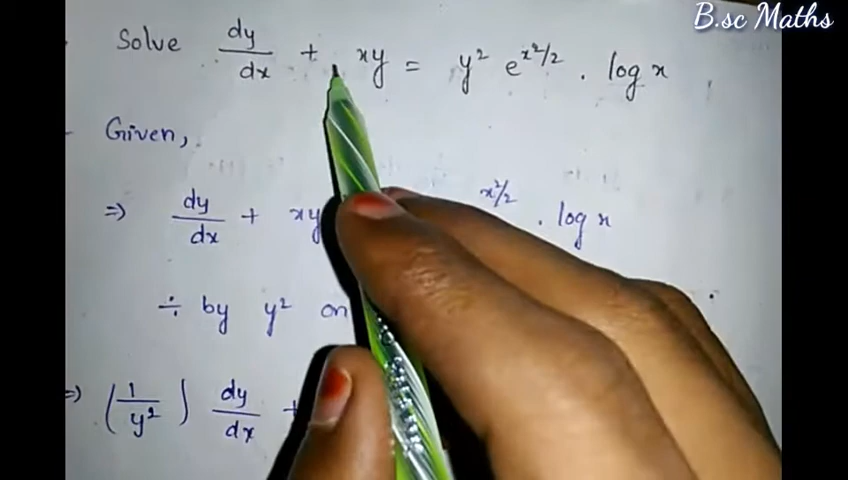 B.sc Maths
Solve dy/dx + xy = y² e^(x²/2) . log x
Given,
⇒ dy/dx + xy x²/2 . log x
÷ by y² on
⇒ (1/y²) dy/dx +